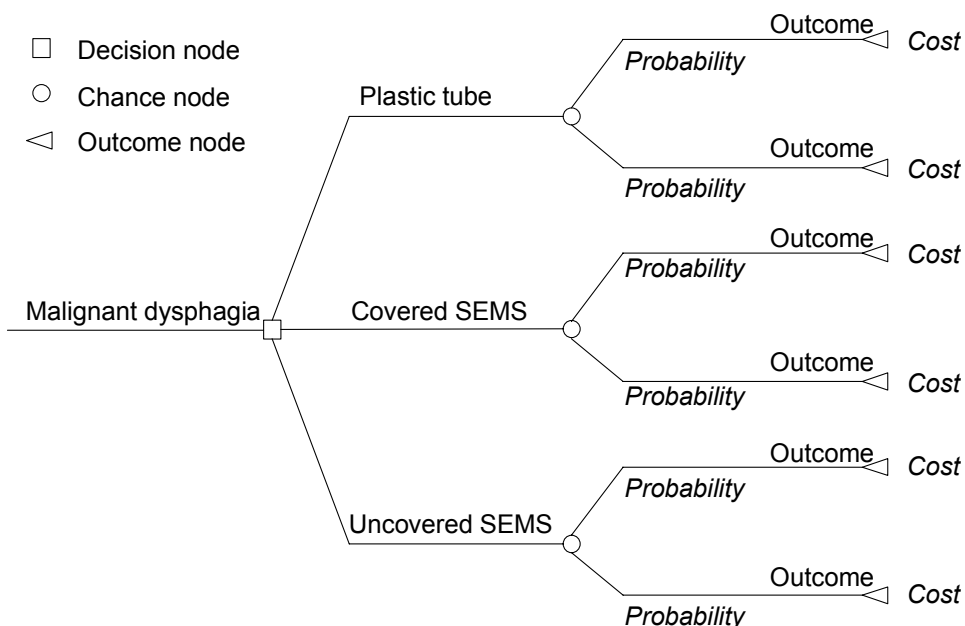 Decision node
Chance node
Outcome node
Malignant dysphagia
Plastic tube
Outcome
Cost
Probability
Outcome
Cost
Probability
Covered SEMS
Outcome
Cost
Probability
Outcome
Cost
Probability
Uncovered SEMS
Outcome
Cost
Probability
Outcome
Cost
Probability